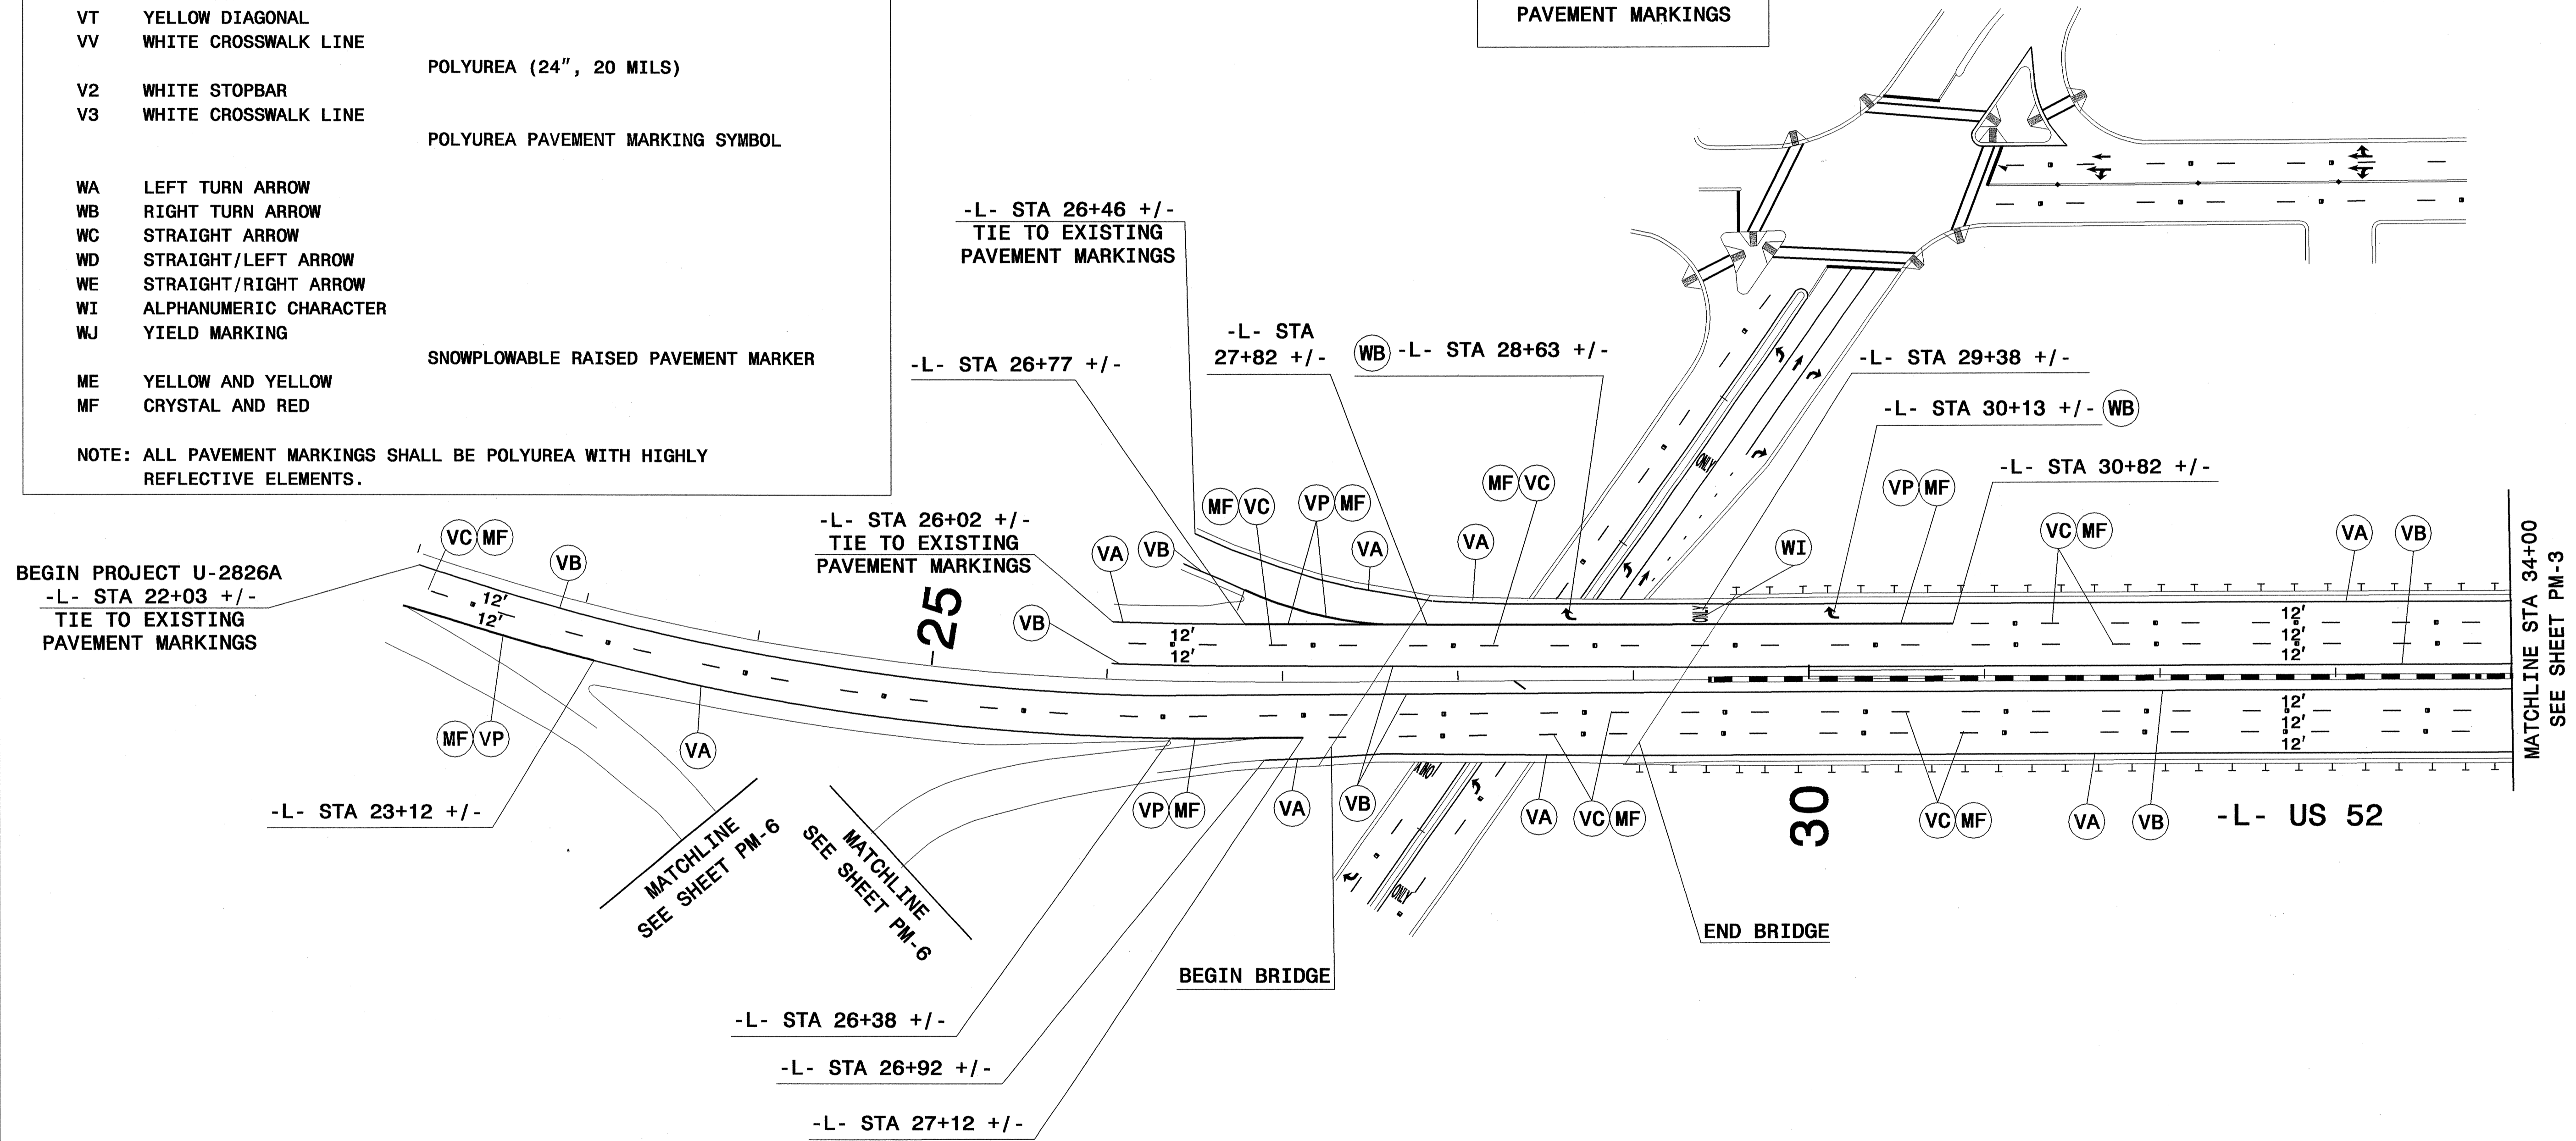 VT YELLOW DIAGONAL
VV WHITE CROSSWALK LINE
POLYUREA (24", 20 MILS)
V2 WHITE STOPBAR
V3 WHITE CROSSWALK LINE
POLYUREA PAVEMENT MARKING SYMBOL
WA LEFT TURN ARROW
WB RIGHT TURN ARROW
WC STRAIGHT ARROW
WD STRAIGHT/LEFT ARROW
WE STRAIGHT/RIGHT ARROW
WI ALPHANUMERIC CHARACTER
WJ YIELD MARKING
SNOWPLOWABLE RAISED PAVEMENT MARKER
ME YELLOW AND YELLOW
MF CRYSTAL AND RED
NOTE: ALL PAVEMENT MARKINGS SHALL BE POLYUREA WITH HIGHLY
REFLECTIVE ELEMENTS.
PAVEMENT MARKINGS
-L- STA 26+46 +/-
TIE TO EXISTING
PAVEMENT MARKINGS
-L- STA 26+77 +/-
-L- STA
27+82 +/-
WB -L- STA 28+63 +/-
-L- STA 29+38 +/-
-L- STA 30+13 +/- WB
-L- STA 30+82 +/-
ONLY
MF VC
VP MF
MF VC
VP MF
VC MF
VA
VB
VC MF
VB
-L- STA 26+02 +/-
TIE TO EXISTING
PAVEMENT MARKINGS
VA
VB
VA
VA
WI
BEGIN PROJECT U-2826A
-L- STA 22+03 +/-
TIE TO EXISTING
PAVEMENT MARKINGS
12'
12'
25
VB
12'
12'
ONLY
12'
12'
12'
12'
12'
12'
MATCHLINE STA 34+00
SEE SHEET PM-3
MF VP
VA
-L- STA 23+12 +/-
MATCHLINE
SEE SHEET PM-6
MATCHLINE
SEE SHEET PM-6
VP MF
VA
VB
ONLY
ONLY
VA
VC MF
30
VC MF
VA
VB
-L- US 52
END BRIDGE
BEGIN BRIDGE
-L- STA 26+38 +/-
-L- STA 26+92 +/-
-L- STA 27+12 +/-